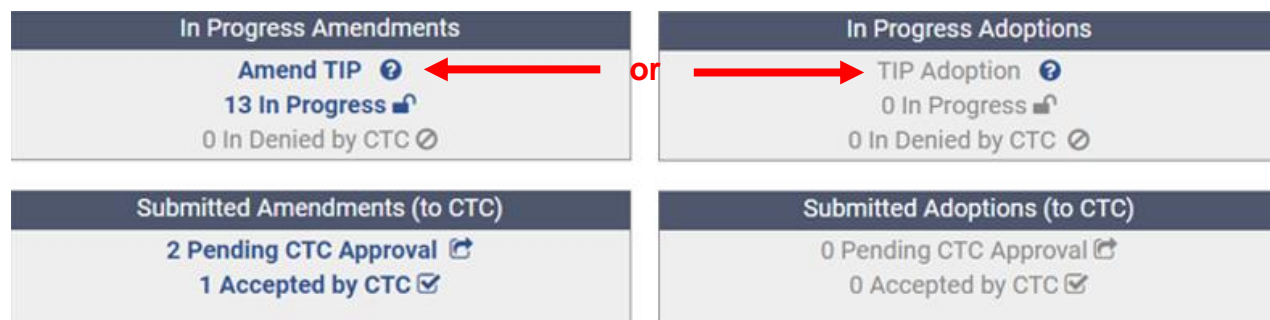 In Progress Amendments
Amend TIP ?
13 In Progress
0 In Denied by CTC
or
In Progress Adoptions
TIP Adoption ?
0 In Progress
0 In Denied by CTC
Submitted Amendments (to CTC)
2 Pending CTC Approval
1 Accepted by CTC
Submitted Adoptions (to CTC)
0 Pending CTC Approval
0 Accepted by CTC